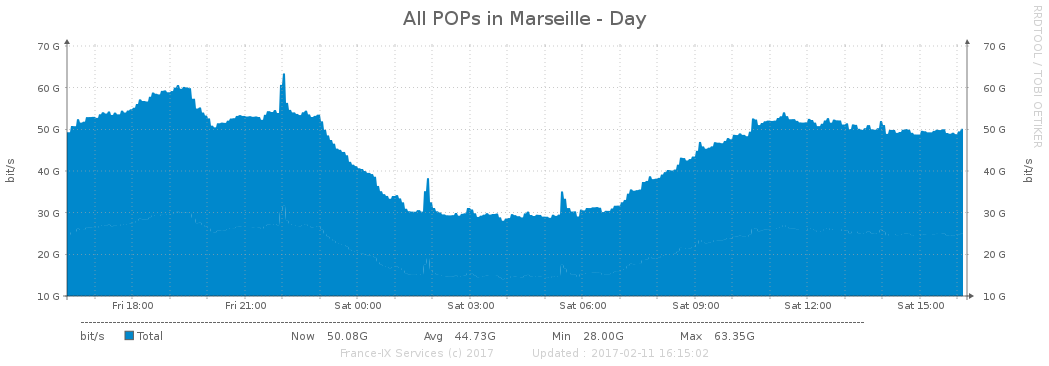 All POPs in Marseille - Day
RRDTOOL / TOBI OETIKER
bit/s
70 G 70 G
60 G 60 G
50 G 50 G
40 G 40 G
30 G 30 G
20 G 20 G
10 G 10 G
bit/s
Fri 18:00 Fri 21:00 Sat 00:00 Sat 03:00 Sat 06:00 Sat 09:00 Sat 12:00 Sat 15:00
bit/s Total Now 50.08G Avg 44.73G Min 28.00G Max 63.35G
France-IX Services (c) 2017 Updated : 2017-02-11 16:15:02